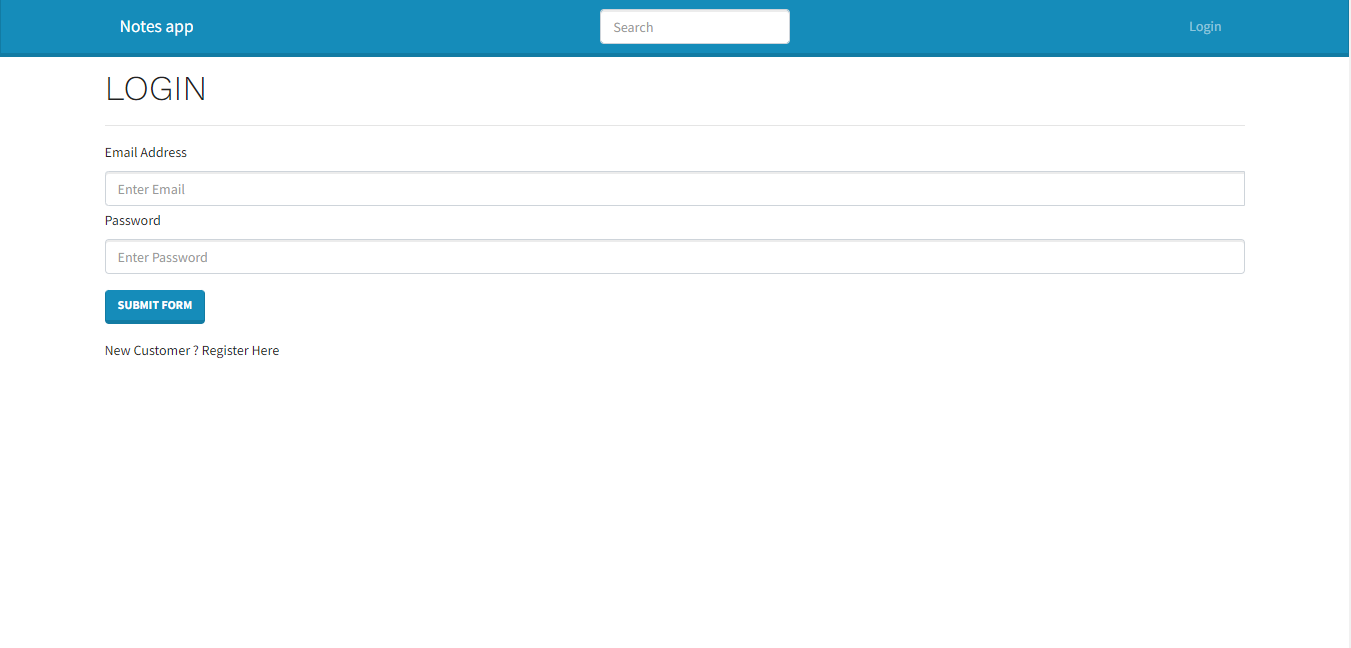 Notes app
Search
Login
LOGIN
Email Address
Enter Email
Password
Enter Password
SUBMIT FORM
New Customer ? Register Here